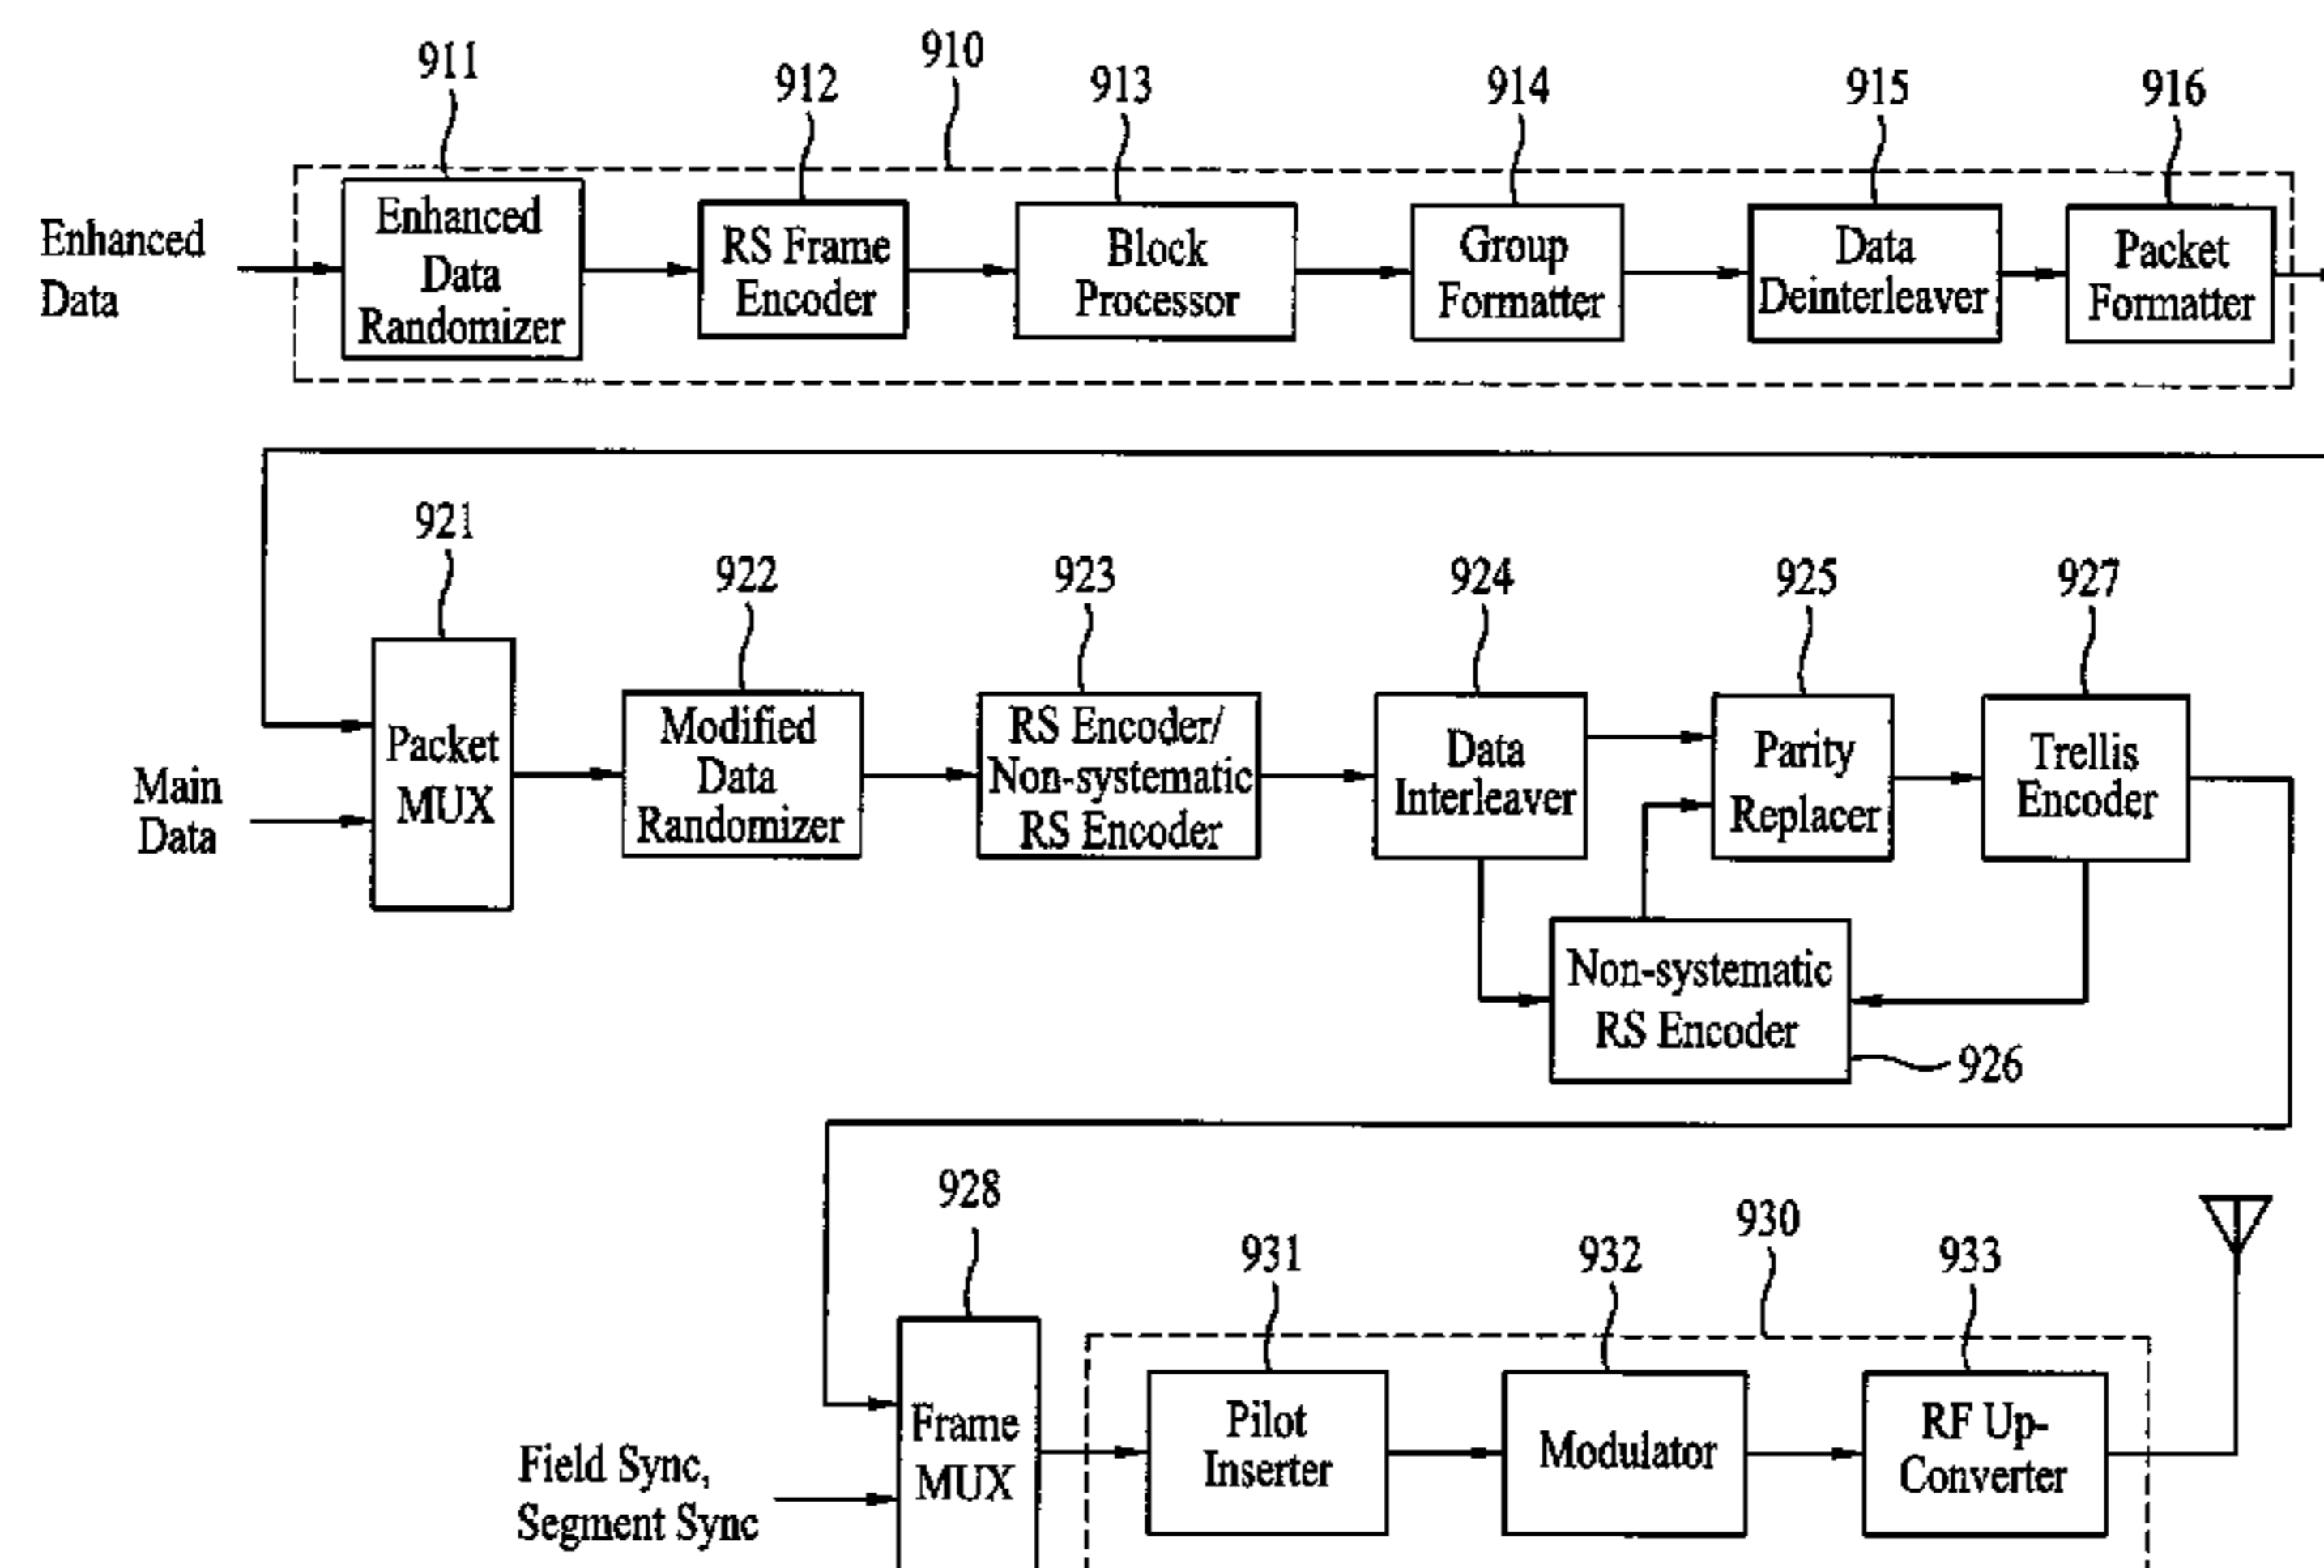 911
912
910
913
914
915
916
Enhanced
Data
Enhanced
Data
Randomizer
RS Frame
Encoder
Block
Processor
Group
Formatter
Data
Deinterleaver
Packet
Formatter
921
922
923
924
925
927
Main
Data
Packet
MUX
Modified
Data
Randomizer
RS Encoder/
Non-systematic
RS Encoder
Data
Interleaver
Parity
Replacer
Trellis
Encoder
Non-systematic
RS Encoder
926
928
931
932
930
933
Field Sync,
Segment Sync
Frame
MUX
Pilot
Inserter
Modulator
RF Up-
Converter